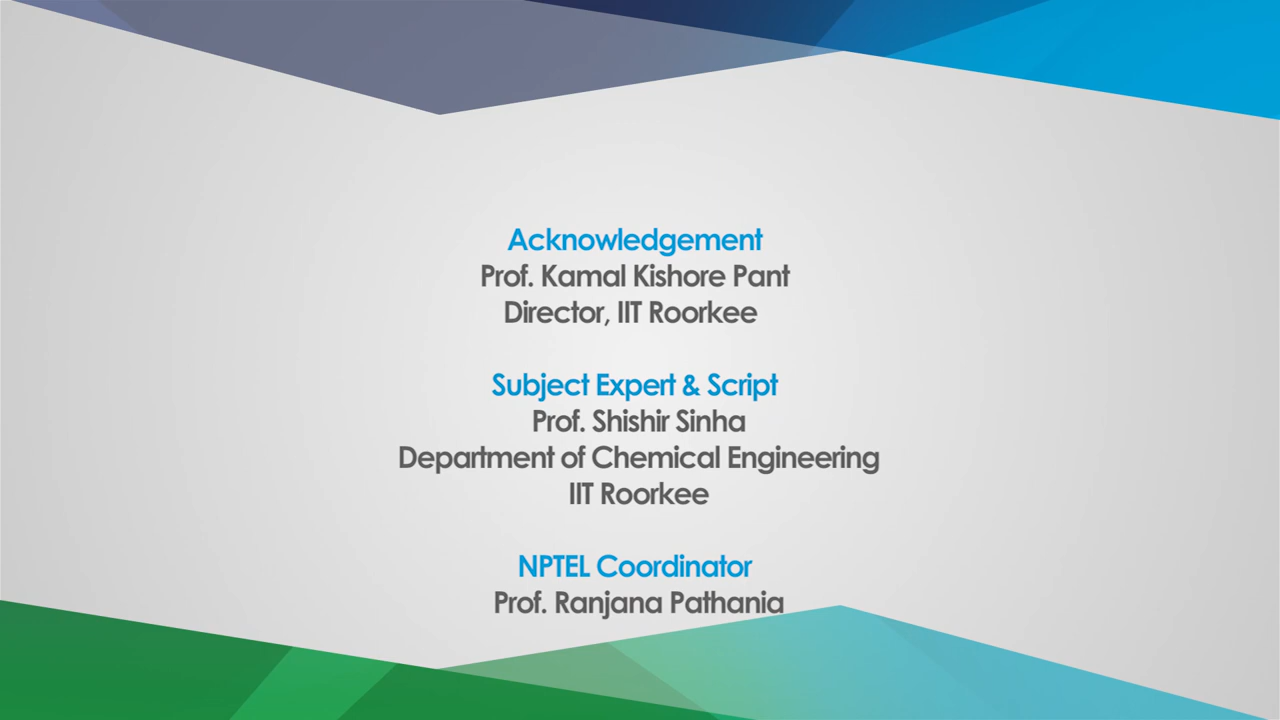 Acknowledgement
Prof. Kamal Kishore Pant
Director, IIT Roorkee
Subject Expert & Script
Prof. Shishir Sinha
Department of Chemical Engineering
IIT Roorkee
NPTEL Coordinator
Prof. Ranjana Pathania